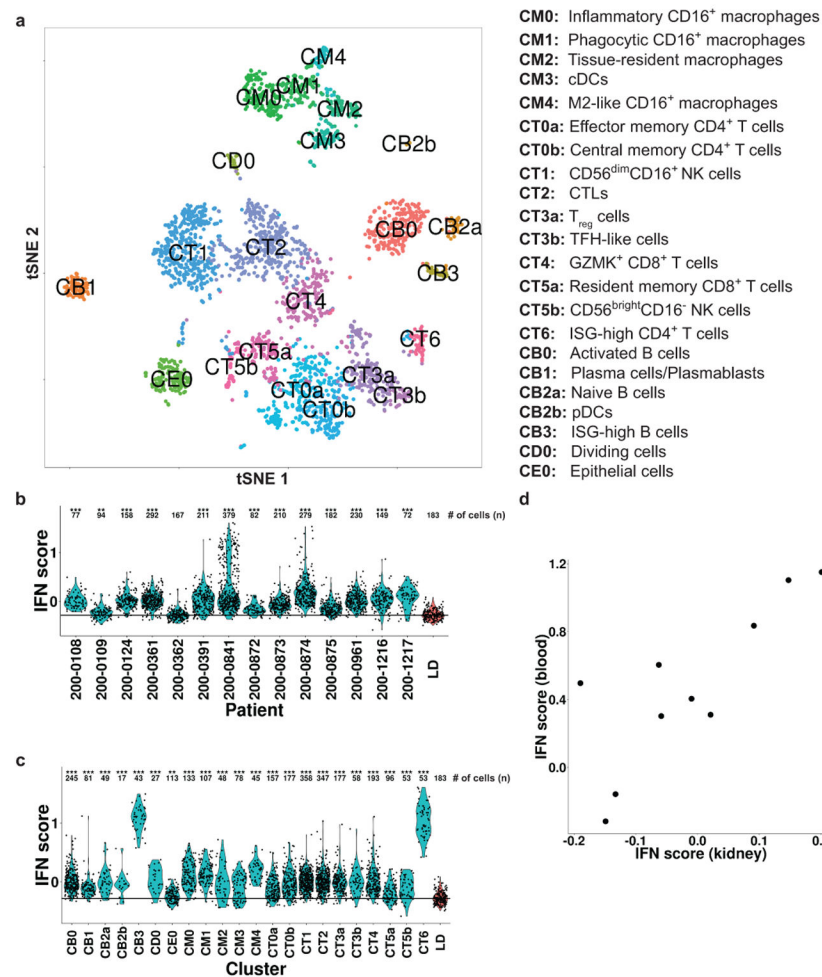 a
CM4
CM1
CM0
CM2
CM3
CB2b
CD0
CB0
CB2a
CT1
CT2
CB3
CB1
CT4
CT6
CT5a
CT5b
CE0
CT3a
CT0a
CT3b
CT0b
tSNE 2
tSNE 1
CM0: Inflammatory CD16+ macrophages
CM1: Phagocytic CD16+ macrophages
CM2: Tissue-resident macrophages
CM3: cDCs
CM4: M2-like CD16+ macrophages
CT0a: Effector memory CD4+ T cells
CT0b: Central memory CD4+ T cells
CT1: CD56dimCD16+ NK cells
CT2: CTLs
CT3a: Treg cells
CT3b: TFH-like cells
CT4: GZMK+ CD8+ T cells
CT5a: Resident memory CD8+ T cells
CT5b: CD56brightCD16- NK cells
CT6: ISG-high CD4+ T cells
CB0: Activated B cells
CB1: Plasma cells/Plasmablasts
CB2a: Naive B cells
CB2b: pDCs
CB3: ISG-high B cells
CD0: Dividing cells
CE0: Epithelial cells
b
*** ** *** *** *** *** *** *** *** *** *** *** ***
77 94 158 292 167 211 379 82 210 279 182 230 149 72 183 # of cells (n)
IFN score
1
0
200-0108 200-0109 200-0124 200-0361 200-0362 200-0391 200-0841 200-0872 200-0873 200-0874 200-0875 200-0961 200-1216 200-1217 LD
Patient
c
*** *** *** *** *** *** *** *** *** *** *** *** *** *** *** *** *** *** *** *** *** ***
245 81 49 17 43 27 113 133 107 48 78 45 157 177 358 347 177 58 193 96 53 53 183 # of cells (n)
IFN score
1
0
CB0 CB1 CB2a CB2b CB3 CD0 CE0 CM0 CM1 CM2 CM3 CM4 CT0a CT0b CT1 CT2 CT3a CT3b CT4 CT5a CT5b CT6 LD
Cluster
d
1.2
0.8
0.4
0.0
IFN score (blood)
-0.2 -0.1 0.0 0.1
IFN score (kidney)